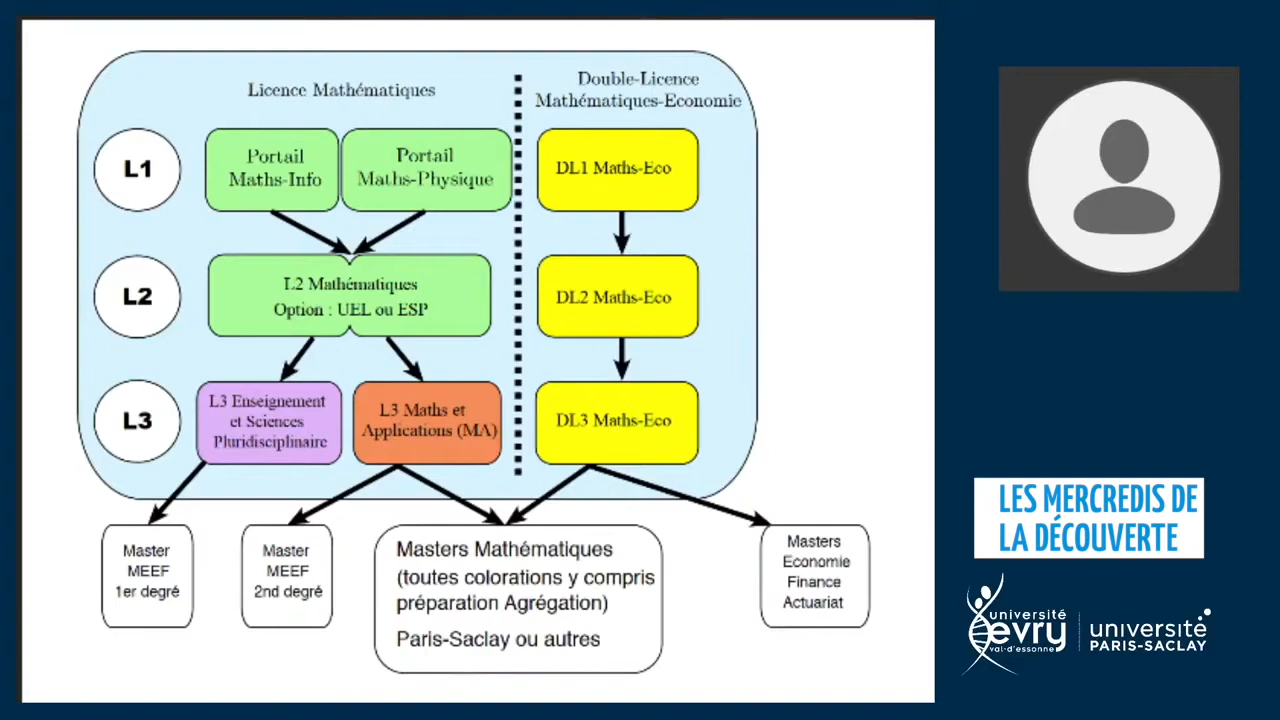 Licence Mathématiques
Double-Licence
Mathématiques-Economie
L1
Portail
Maths-Info
Portail
Maths-Physique
DL1 Maths-Eco
L2
L2 Mathématiques
Option : UEL ou ESP
DL2 Maths-Eco
L3
L3 Enseignement
et Sciences
Pluridisciplinaire
L3 Maths et
Applications (MA)
DL3 Maths-Eco
Master
MEEF
1er degré
Master
MEEF
2nd degré
Masters Mathématiques
(toutes colorations y compris
préparation Agrégation)
Paris-Saclay ou autres
Masters
Economie
Finance
Actuariat
LES MERCREDIS DE
LA DÉCOUVERTE
université
evry
val-d'essonne
université
PARIS-SACLAY